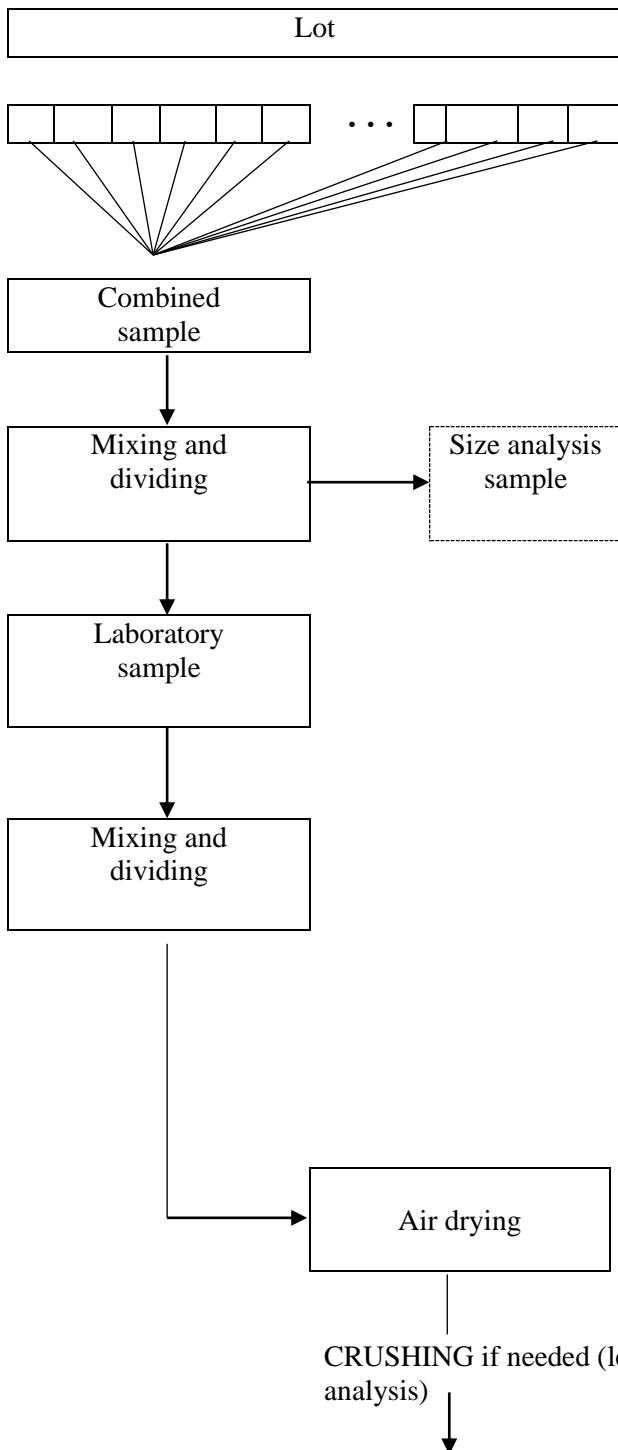 Lot
. . .
Combined
sample
Mixing and
dividing
Size analysis
sample
Laboratory
sample
Mixing and
dividing
Air drying
CRUSHING if needed
analysis)